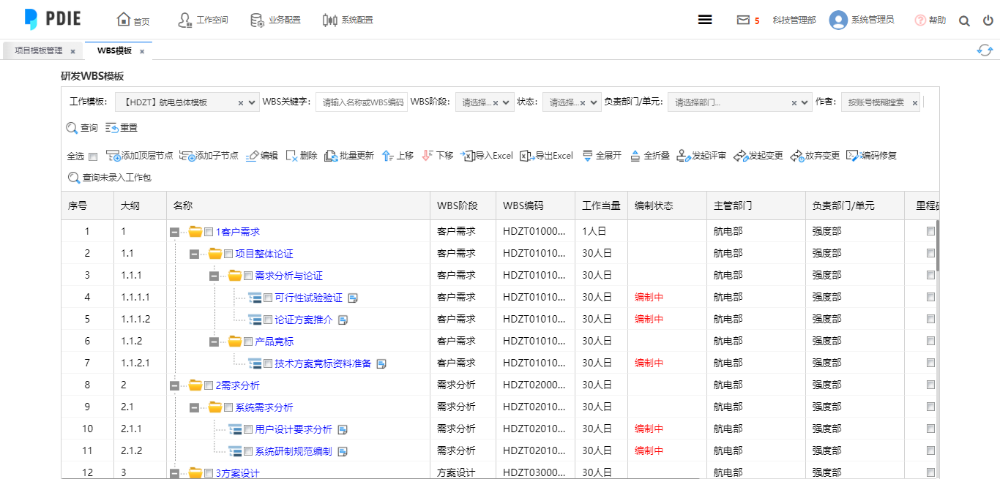 PDIE 首页 工作空间 业务配置 系统配置 5 科技管理部 系统管理员 帮助
项目模板管理 × WBS模板 ×
研发WBS模板
工作模板: 【HDZT】航电总体模板 × WBS关键字: 请输入名称或WBS编码 WBS阶段: 请选择... × 状态: 请选择... × 负责部门/单元: 请选择部门... × 作者: 按账号模糊搜索 ×
查询 重置
全选 添加顶层节点 添加子节点 编辑 删除 批量更新 上移 下移 导入Excel 导出Excel 全展开 全折叠 发起评审 发起变更 放弃变更 编码修复
查询未录入工作包
序号 大纲 名称 WBS阶段 WBS编码 工作当量 编制状态 主管部门 负责部门/单元 里程
1 1 1客户需求 客户需求 HDZT01000... 1人日 航电部 强度部
2 1.1 项目整体论证 客户需求 HDZT01010... 30人日 航电部 强度部
3 1.1.1 需求分析与论证 客户需求 HDZT01010... 30人日 航电部 强度部
4 1.1.1.1 可行性试验验证 客户需求 HDZT01010... 30人日 编制中 航电部 强度部
5 1.1.1.2 论证方案推介 客户需求 HDZT01010... 30人日 编制中 航电部 强度部
6 1.1.2 产品竞标 客户需求 HDZT01010... 30人日 航电部 强度部
7 1.1.2.1 技术方案竞标资料准备 客户需求 HDZT01010... 30人日 编制中 航电部 强度部
8 2 2需求分析 需求分析 HDZT02000... 30人日 航电部 强度部
9 2.1 系统需求分析 需求分析 HDZT02010... 30人日 航电部 强度部
10 2.1.1 用户设计要求分析 需求分析 HDZT02010... 30人日 编制中 航电部 强度部
11 2.1.2 系统研制规范编制 需求分析 HDZT02010... 30人日 编制中 航电部 强度部
12 3 3方案设计 方案设计 HDZT03000... 30人日 航电部 强度部